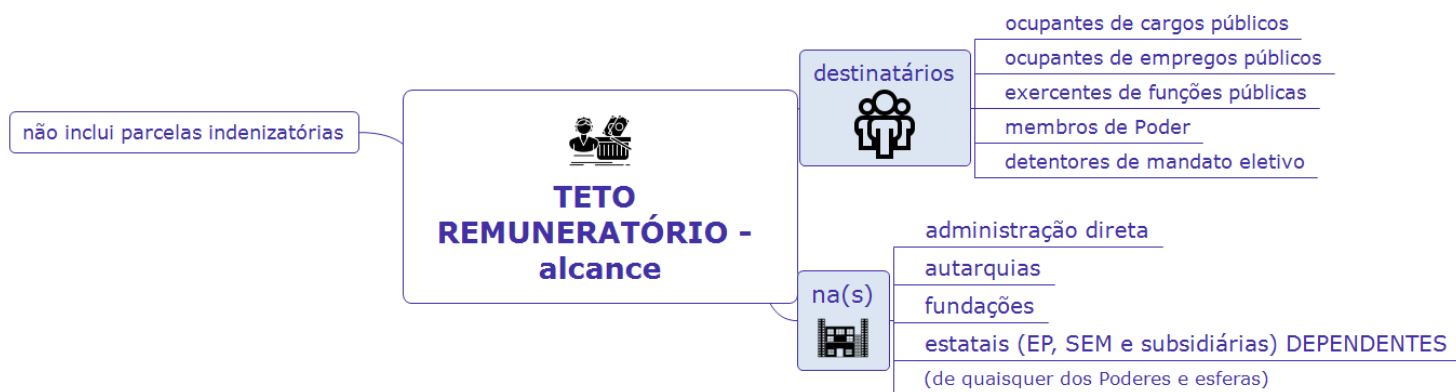 não inclui parcelas indenizatórias
TETO
REMUNERATÓRIO -
alcance
destinatários
ocupantes de cargos públicos
ocupantes de empregos públicos
exercentes de funções públicas
membros de Poder
detentores de mandato eletivo
na(s)
administração direta
autarquias
fundações
estatais (EP, SEM e subsidiárias) DEPENDENTES
(de quaisquer dos Poderes e esferas)